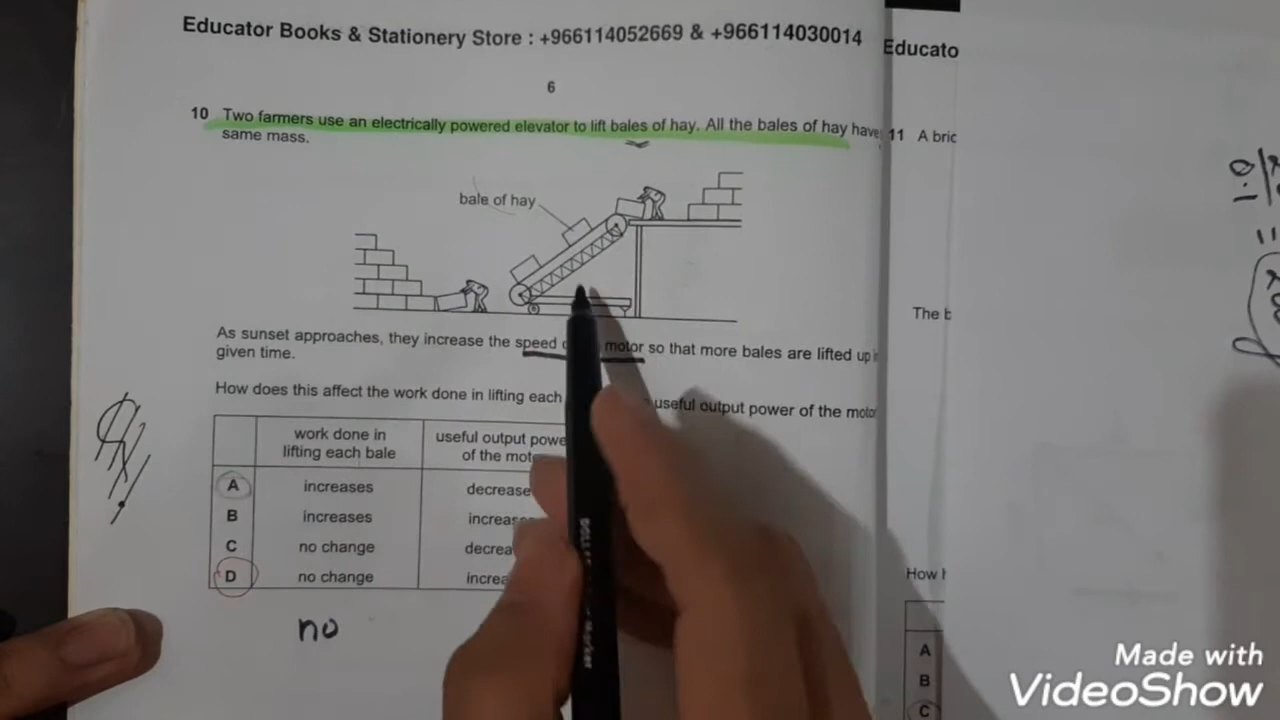 Educator Books & Stationery Store : +966114052669 & +966114030014
Educato
6
10 Two farmers use an electrically powered elevator to lift bales of hay. All the bales of hay have
same mass.
bale of hay
As sunset approaches, they increase the speed motor so that more bales are lifted up
given time.
How does this affect the work done in lifting each useful output power of the motor
work done in
lifting each bale
useful output powe
of the mot
A increases decrease
B increases increas
C no change decrea
D no change increa
no
11 A bric
The b
How
A
B
C
0.1
=
Made with
VideoShow